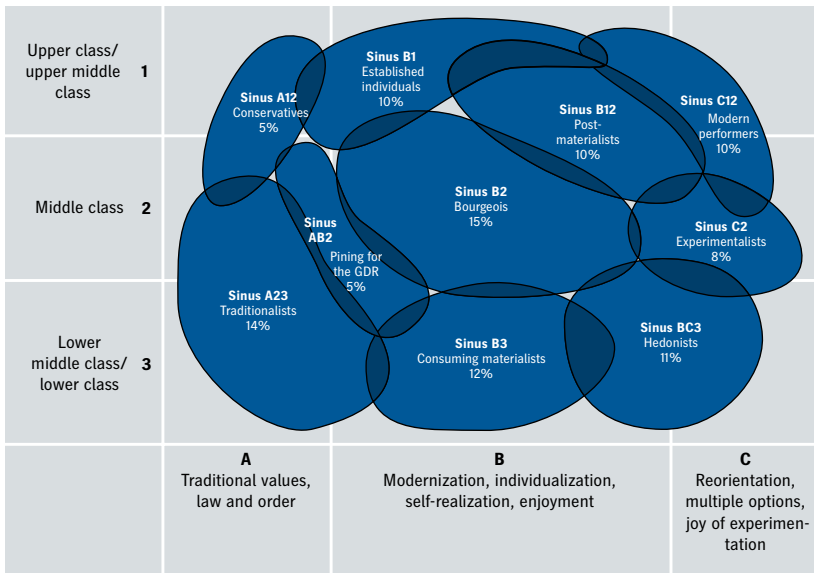 Upper class/
upper middle
class
1
Middle class
2
Lower
middle class/
lower class
3
Sinus A12
Conservatives
5%
Sinus B1
Established
individuals
10%
Sinus B12
Post-
materialists
10%
Sinus C12
Modern
performers
10%
Sinus
AB2
Pining for
the GDR
5%
Sinus B2
Bourgeois
15%
Sinus C2
Experimentalists
8%
Sinus A23
Traditionalists
14%
Sinus B3
Consuming materialists
12%
Sinus BC3
Hedonists
11%
A
Traditional values,
law and order
B
Modernization, individualization,
self-realization, enjoyment
C
Reorientation,
multiple options,
joy of experimen-
tation